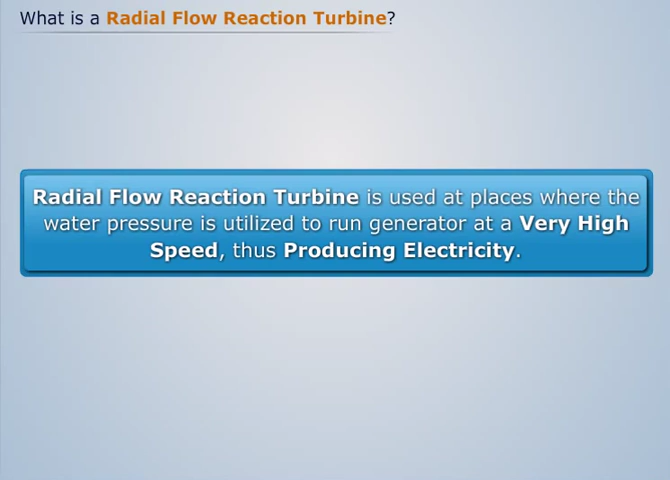 What is a Radial Flow Reaction Turbine?
Radial Flow Reaction Turbine is used at places where the
water pressure is utilized to run generator at a Very High
Speed, thus Producing Electricity.